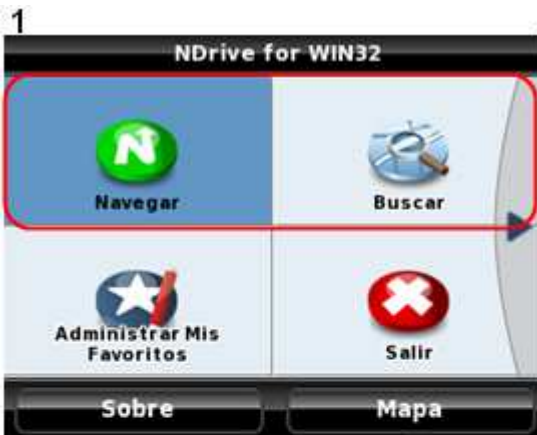 1
NDrive for WIN32
N
Navegar
Buscar
Administrar Mis
Favoritos
Salir
Sobre
Mapa